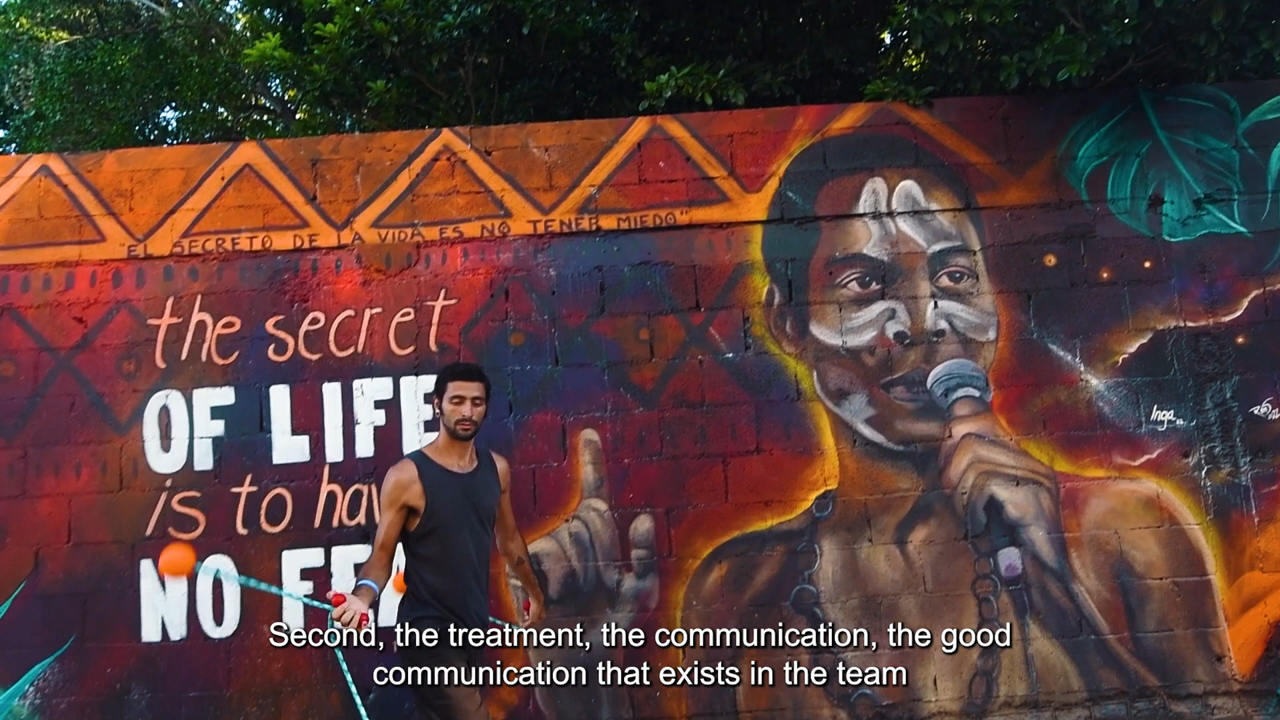 "EL SECRETO DE LA VIDA ES NO TENER MIEDO"
the secret
OF LIFE
is to hav
NO FEA
Inga
Second, the treatment, the communication, the good
communication that exists in the team